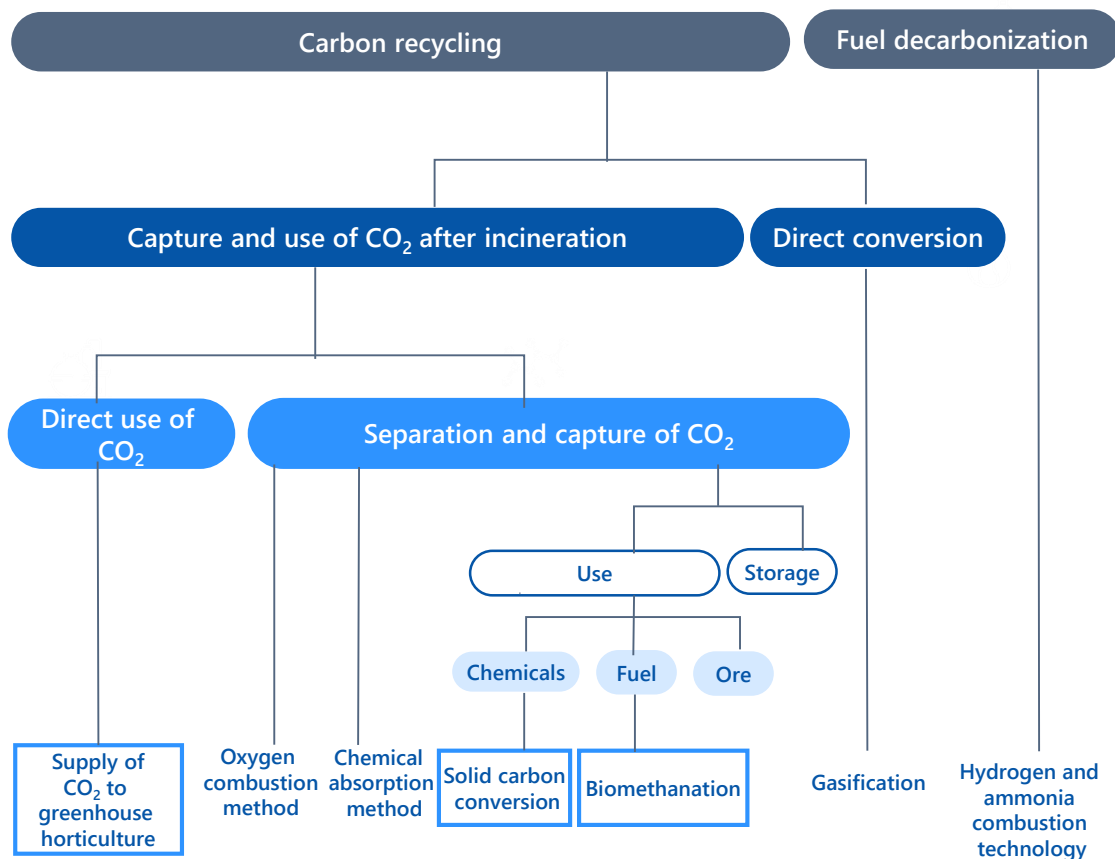 Carbon recycling
Fuel decarbonization
Capture and use of CO₂ after incineration
Direct conversion
Direct use of
CO₂
Separation and capture of CO₂
Use
Storage
Chemicals
Fuel
Ore
Supply of
CO₂ to
greenhouse
horticulture
Oxygen
combustion
method
Chemical
absorption
method
Solid carbon
conversion
Biomethanation
Gasification
Hydrogen and
ammonia
combustion
technology